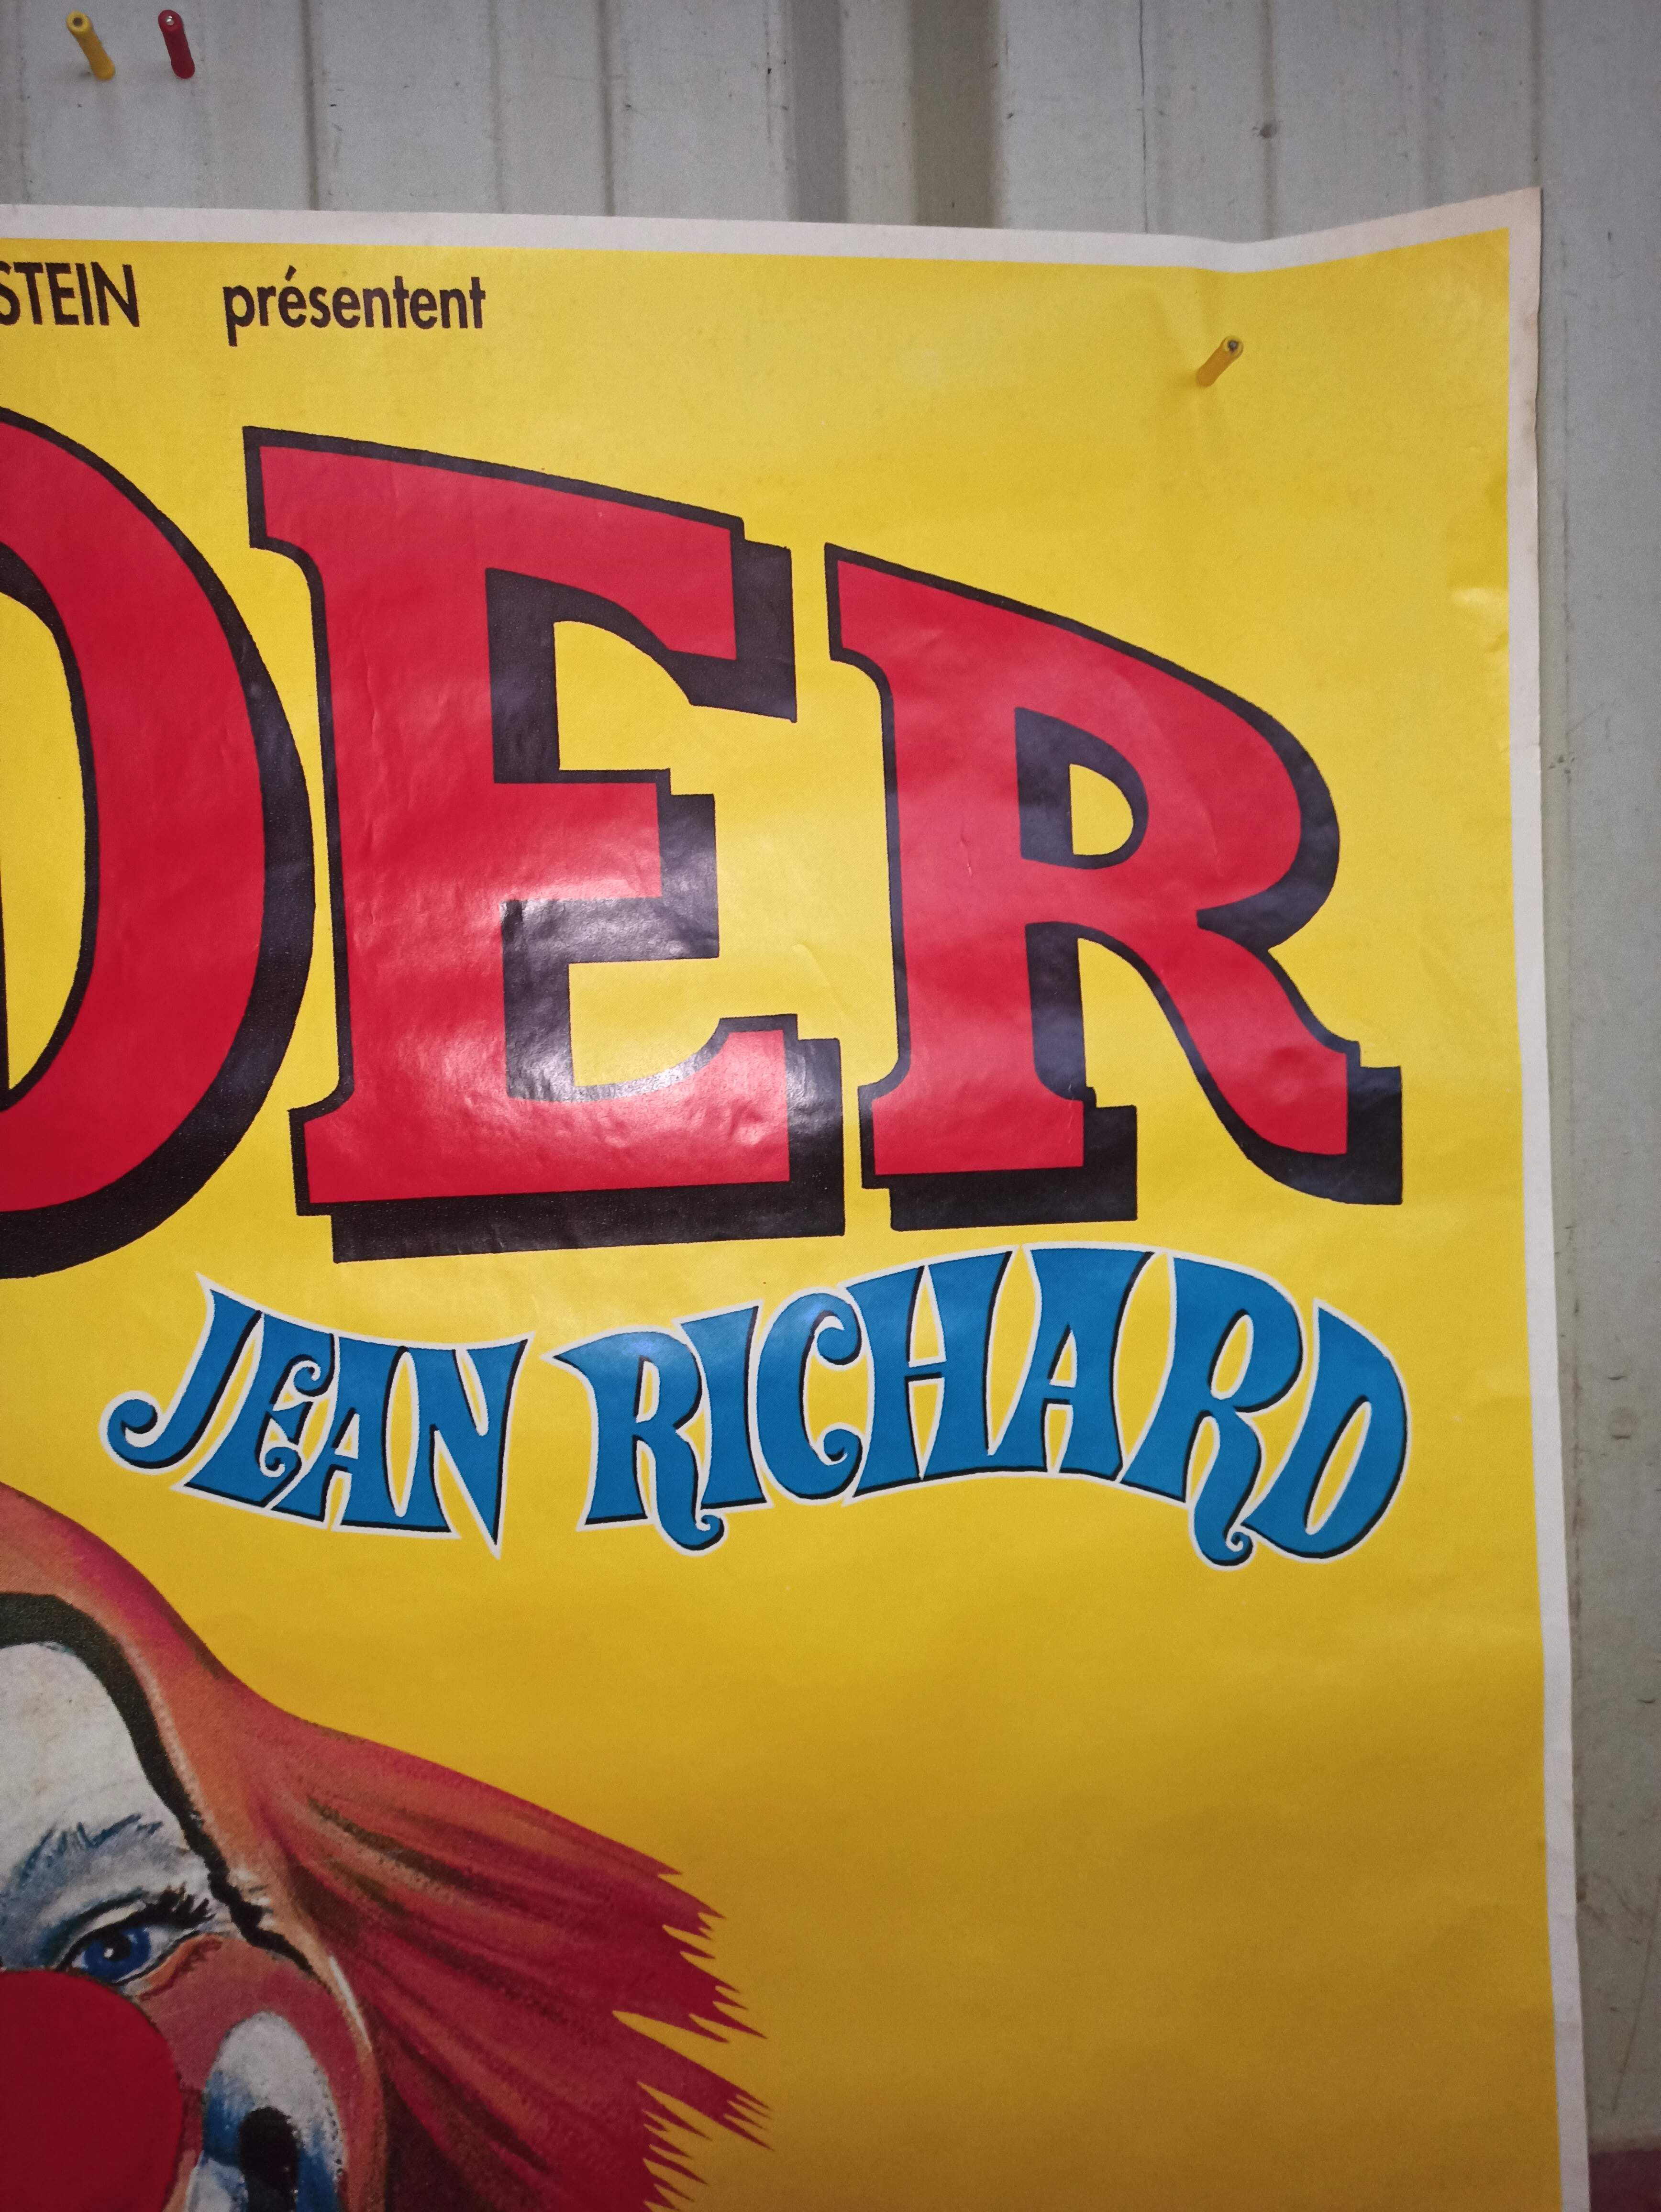 STEIN présentent
DER
JEAN RICHARD